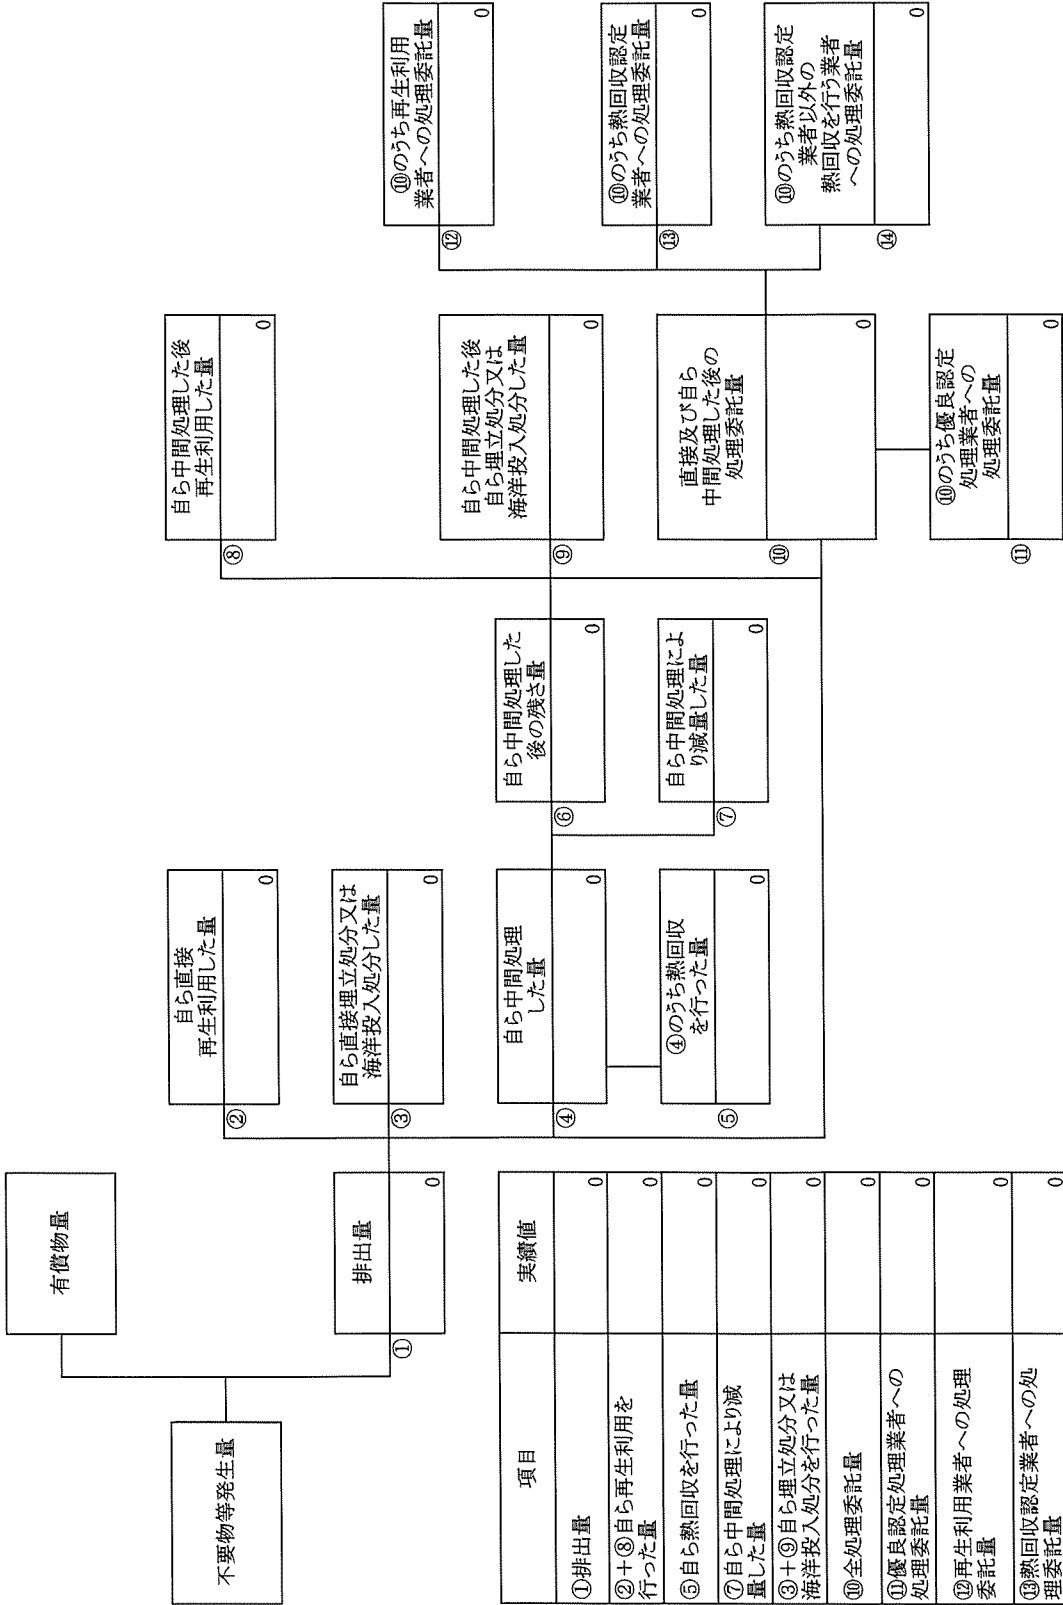 不要物等発生量
有償物量
排出量
①
0
自ら直接
再生利用した量
②
0
自ら直接埋立処分又は
海洋投入処分した量
③
0
自ら中間処理
した量
④
0
④のうち熱回収
を行った量
⑤
0
自ら中間処理した
後の残さ量
⑥
0
自ら中間処理によ
り減量した量
⑦
0
自ら中間処理した後
再生利用した量
⑧
0
自ら中間処理した後
自ら埋立処分又は
海洋投入処分した量
⑨
0
直接及び自ら
中間処理した後の
処理委託量
⑩
0
⑩のうち優良認定
処理業者への
処理委託量
⑪
0
⑩のうち再生利用
業者への処理委託量
⑫
0
⑩のうち熱回収認定
業者への処理委託量
⑬
0
⑩のうち熱回収認定
業者以外の
熱回収を行う業者
への処理委託量
⑭
0
項目 実績値
①排出量 0
②+⑧自ら再生利用を
行った量 0
⑤自ら熱回収を行った量 0
⑦自ら中間処理により減
量した量 0
③+⑨自ら埋立処分又は
海洋投入処分を行った量 0
⑩全処理委託量 0
⑪優良認定処理業者への
処理委託量 0
⑫再生利用業者への処理
委託量 0
⑬熱回収認定業者への処
理委託量 0